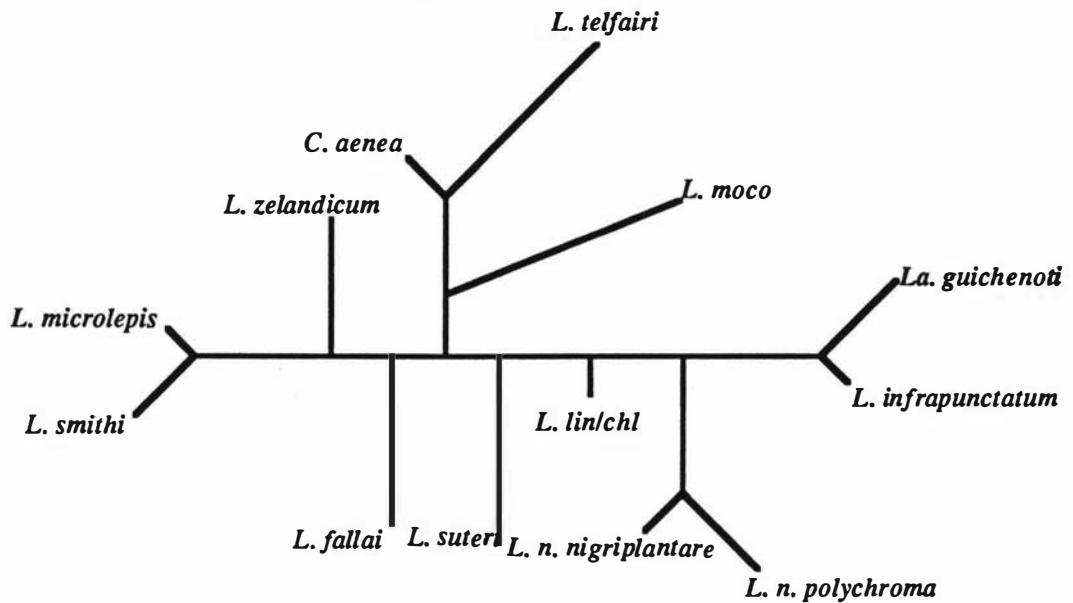 L. telfairi
C. aenea
L. moco
L. zelandicum
La. guichenoti
L. microlepis
L. infrapunctatum
L. smithi
L. lin/chl
L. fallai
L. suteri
L. n. nigriplantare
L. n. polychroma